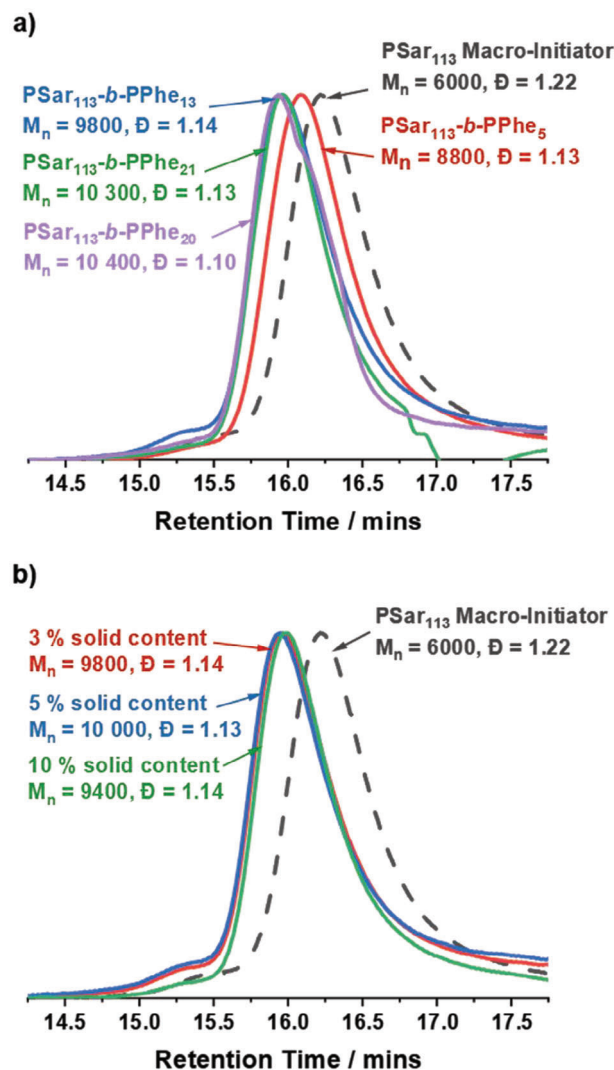 a)
PSar₁₁₃ Macro-Initiator
Mₙ = 6000, Đ = 1.22
PSar₁₁₃-b-PPhe₁₃
Mₙ = 9800, Đ = 1.14
PSar₁₁₃-b-PPhe₅
Mn = 8800, Đ = 1.13
PSar₁₁₃-b-PPhe₂₁
Mₙ = 10 300, Đ = 1.13
PSar₁₁₃-b-PPhe₂₀
Mₙ = 10 400, Đ = 1.10
14.5 15.0 15.5 16.0 16.5 17.0 17.5
Retention Time / mins
b)
3 % solid content
Mₙ = 9800, Đ = 1.14
PSar₁₁₃ Macro-Initiator
Mₙ = 6000, Đ = 1.22
5 % solid content
Mₙ = 10 000, Đ = 1.13
10 % solid content
Mₙ = 9400, Đ = 1.14
14.5 15.0 15.5 16.0 16.5 17.0 17.5
Retention Time / mins